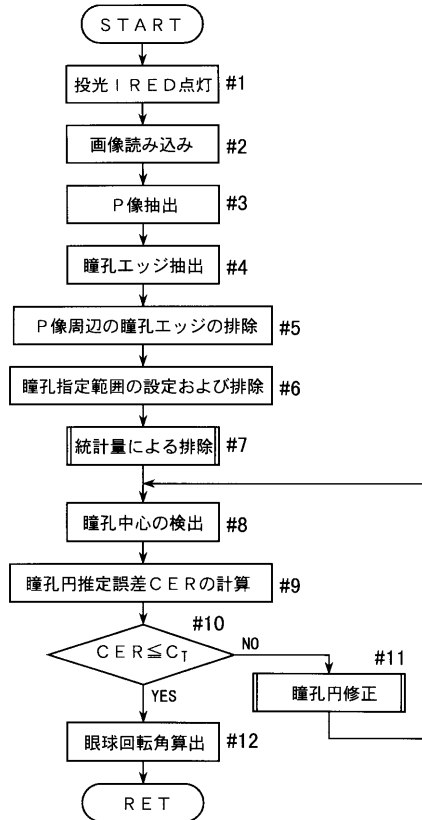 ＳＴＡＲＴ
投光ＩＲＥＤ点灯 #1
画像読み込み #2
Ｐ像抽出 #3
瞳孔エッジ抽出 #4
Ｐ像周辺の瞳孔エッジの排除 #5
瞳孔指定範囲の設定および排除 #6
統計量による排除 #7
瞳孔中心の検出 #8
瞳孔円推定誤差ＣＥＲの計算 #9
#10
ＣＥＲ≦ＣT
NO
#11
瞳孔円修正
YES
眼球回転角算出 #12
ＲＥＴ